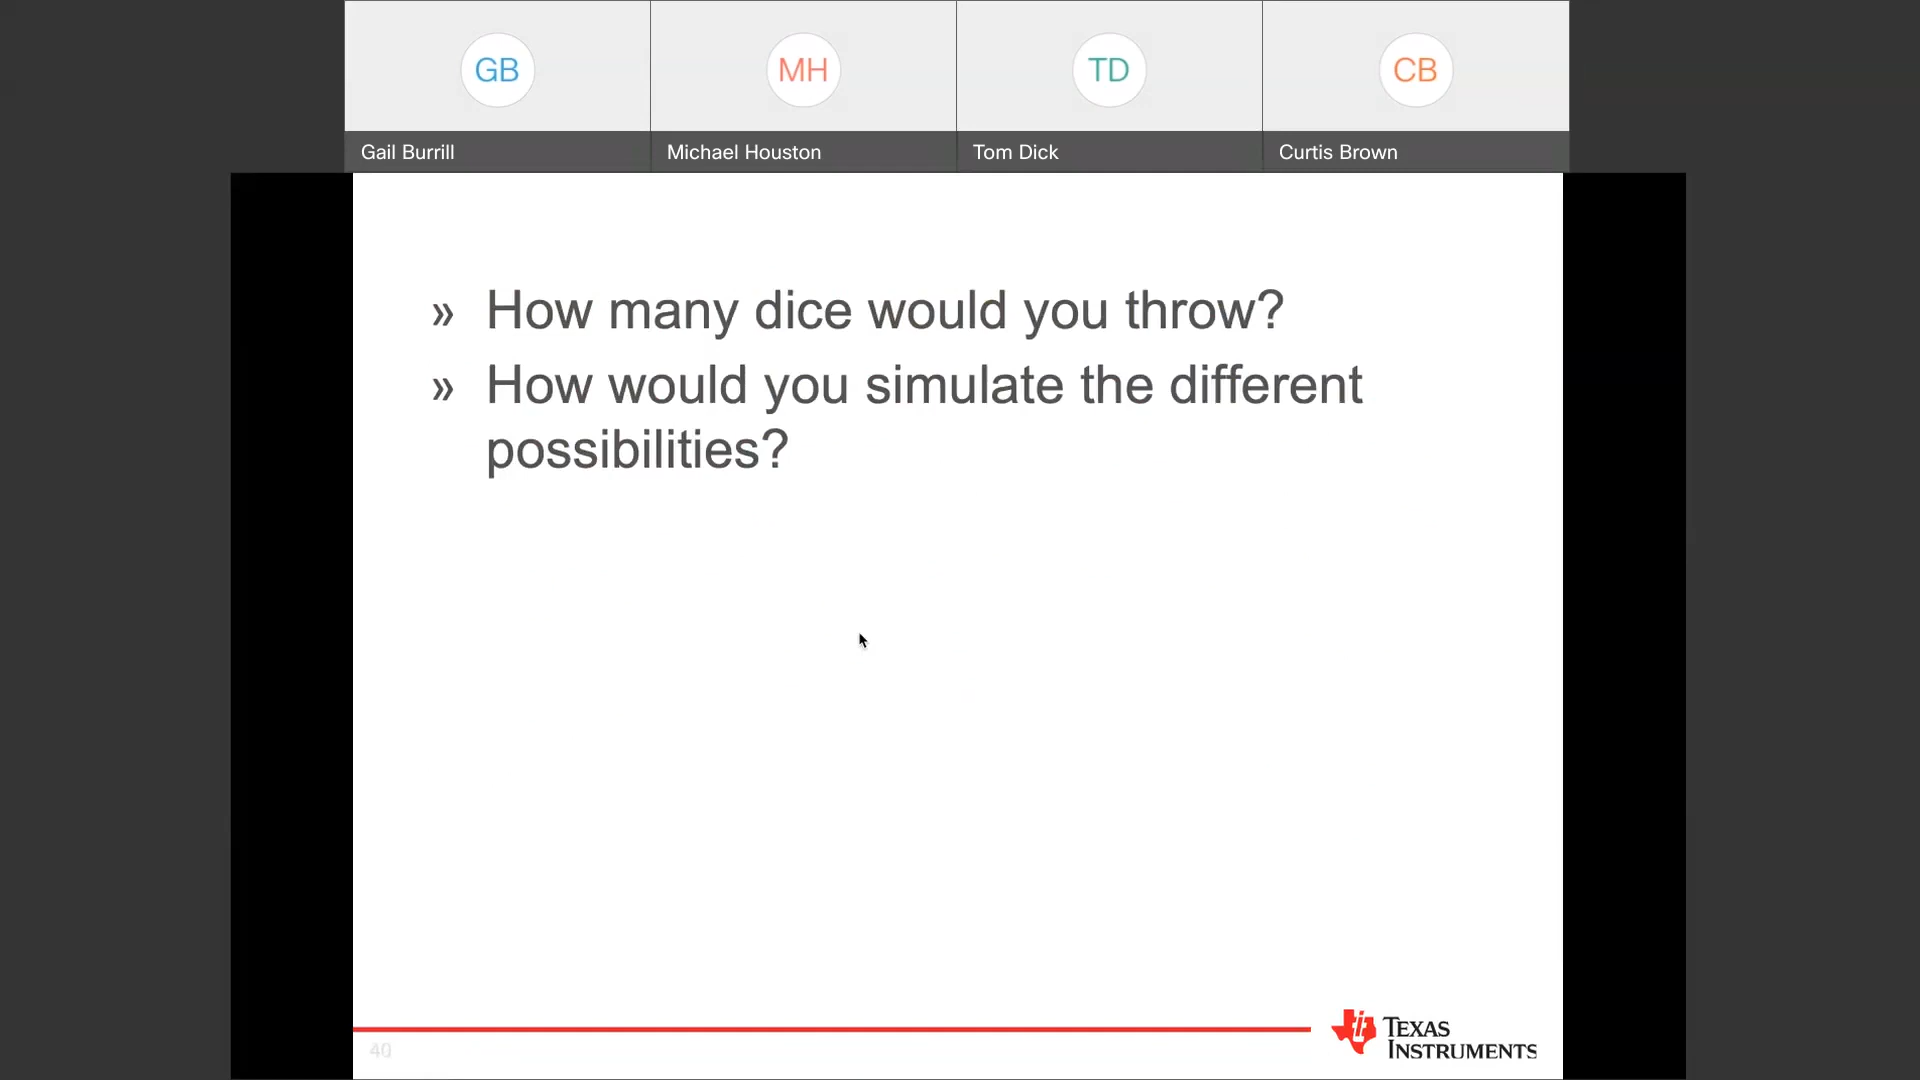 GB
MH
TD
CB
Gail Burrill
Michael Houston
Tom Dick
Curtis Brown
» How many dice would you throw?
» How would you simulate the different
possibilities?
40
TEXAS
INSTRUMENTS